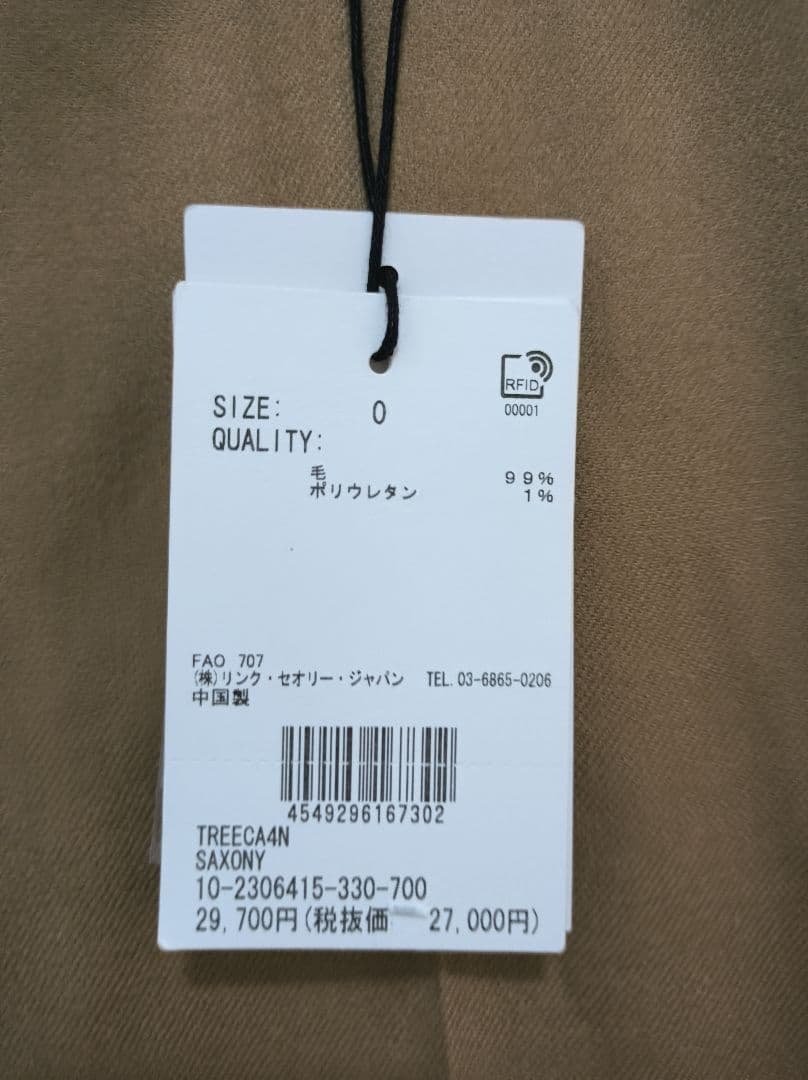 RFID
00001
SIZE: 0
QUALITY:
毛 99%
ポリウレタン 1%
FAO 707
(株)リンク・セオリー・ジャパン TEL.03-6865-0206
中国製
4549296167302
TREECA4N
SAXONY
10-2306415-330-700
29,700円(税抜価 27,000円)